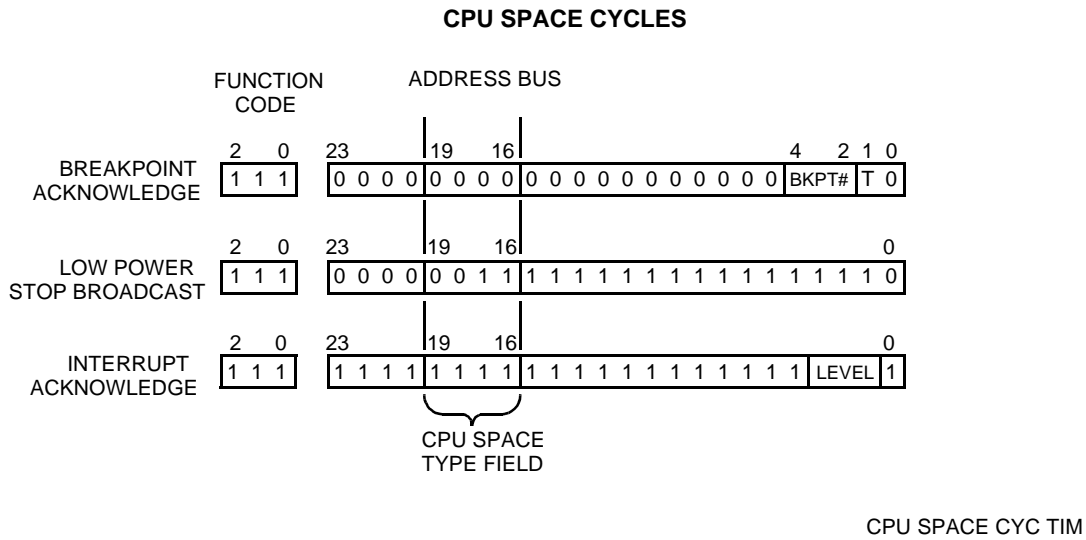 CPU SPACE CYCLES
FUNCTION CODE
ADDRESS BUS
2 0 23 19 16 4 2 1 0
BREAKPOINT ACKNOWLEDGE
1 1 1 0 0 0 0 0 0 0 0 0 0 0 0 0 0 0 0 0 0 0 BKPT# T 0
2 0 23 19 16 0
LOW POWER STOP BROADCAST
1 1 1 0 0 0 0 0 0 1 1 1 1 1 1 1 1 1 1 1 1 1 1 1 1 1 0
2 0 23 19 16 0
INTERRUPT ACKNOWLEDGE
1 1 1 1 1 1 1 1 1 1 1 1 1 1 1 1 1 1 1 1 1 1 1 LEVEL 1
CPU SPACE
TYPE FIELD
CPU SPACE CYC TIM